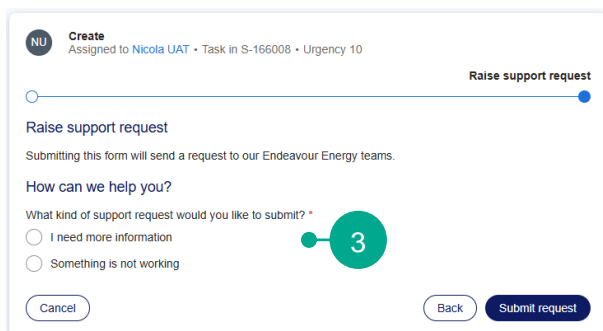 NU
Create
Assigned to Nicola UAT • Task in S-166008 • Urgency 10
Raise support request
Raise support request
Submitting this form will send a request to our Endeavour Energy teams.
How can we help you?
What kind of support request would you like to submit? *
I need more information
3
Something is not working
Cancel
Back
Submit request